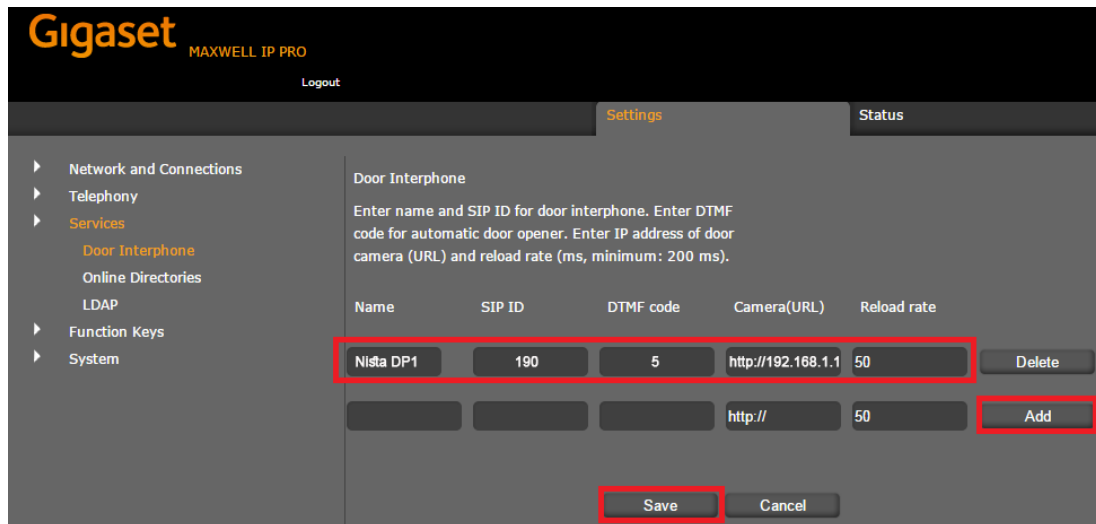 Gigaset MAXWELL IP PRO
Logout
Settings Status
Network and Connections
Telephony
Services
Door Interphone
Online Directories
LDAP
Function Keys
System
Door Interphone
Enter name and SIP ID for door interphone. Enter DTMF
code for automatic door opener. Enter IP address of door
camera (URL) and reload rate (ms, minimum: 200 ms).
Name SIP ID DTMF code Camera(URL) Reload rate
Nista DP1 190 5 http://192.168.1.1 50 Delete
http:// 50 Add
Save Cancel